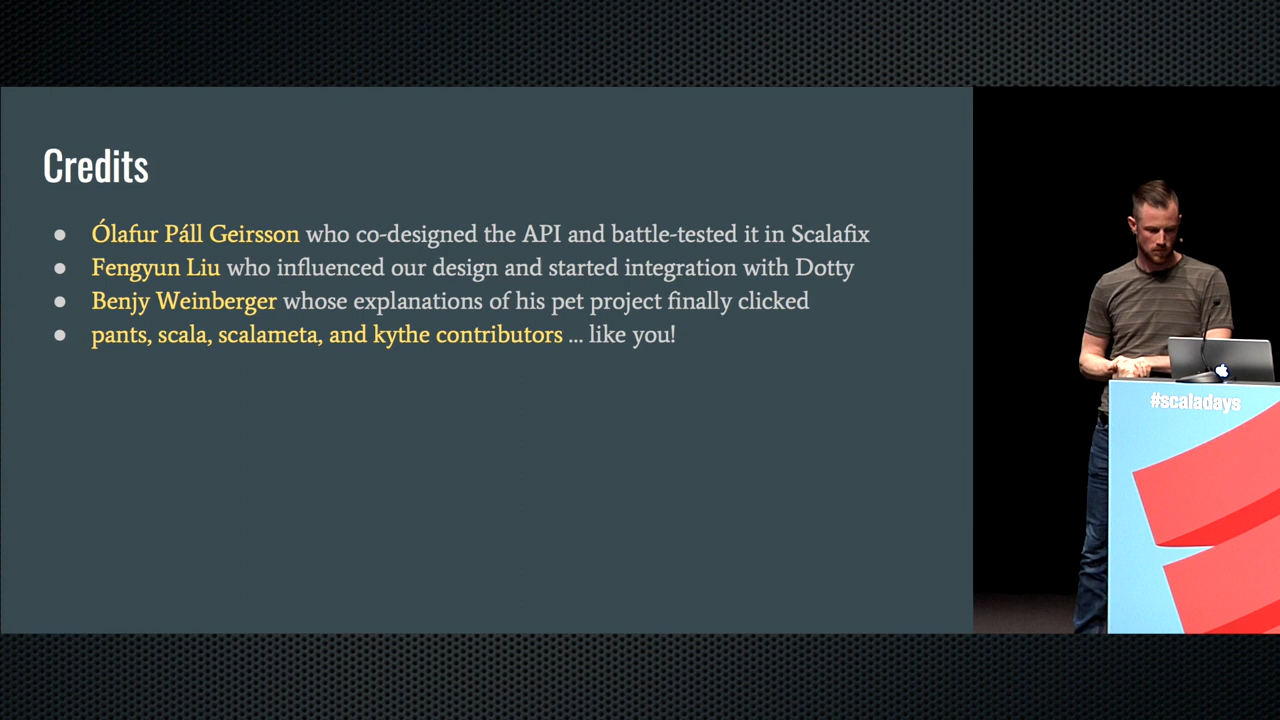 Credits
● Ólafur Páll Geirsson who co-designed the API and battle-tested it in Scalafix
● Fengyun Liu who influenced our design and started integration with Dotty
● Benjy Weinberger whose explanations of his pet project finally clicked
● pants, scala, scalameta, and kythe contributors ... like you!
#scaladays